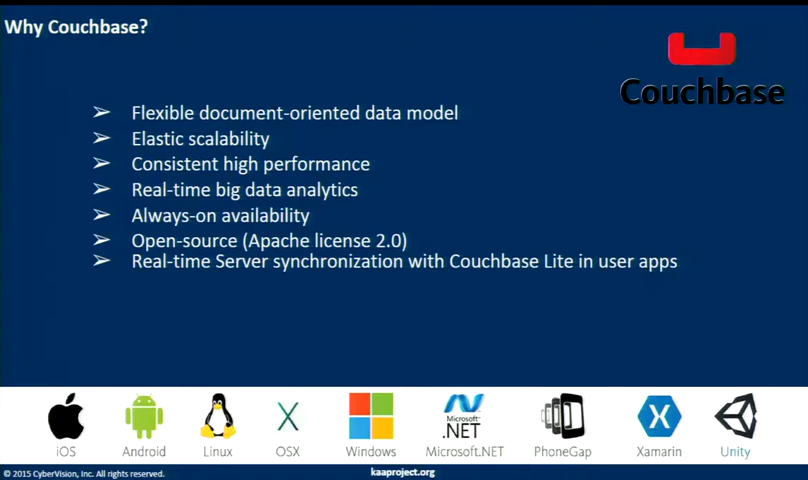 Why Couchbase?
Couchbase
Flexible document-oriented data model
Elastic scalability
Consistent high performance
Real-time big data analytics
Always-on availability
Open-source (Apache license 2.0)
Real-time Server synchronization with Couchbase Lite in user apps
Microsoft
.NET
iOS
Android
Linux
OSX
Windows
Microsoft.NET
PhoneGap
Xamarin
Unity
© 2015 CyberVision, Inc. All rights reserved.
kaaproject.org